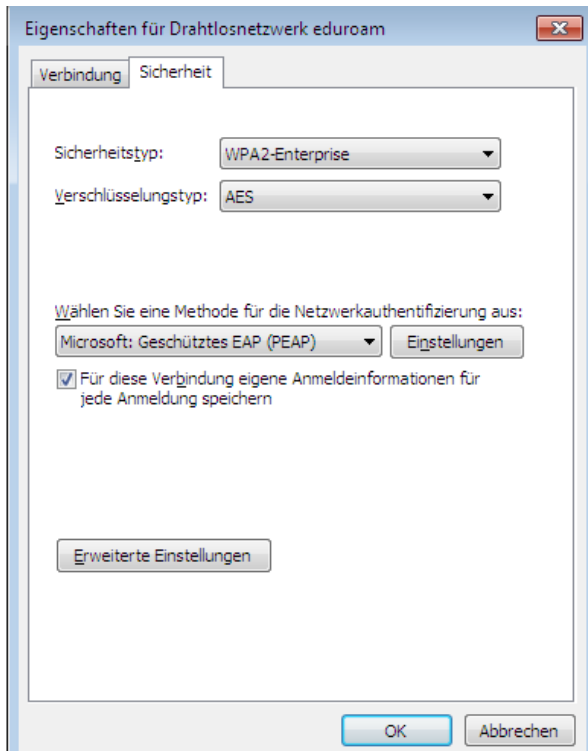 Eigenschaften für Drahtlosnetzwerk eduroam
Verbindung Sicherheit
Sicherheitstyp: WPA2-Enterprise
Verschlüsselungstyp: AES
Wählen Sie eine Methode für die Netzwerkauthentifizierung aus:
Microsoft: Geschütztes EAP (PEAP) Einstellungen
Für diese Verbindung eigene Anmeldeinformationen für
jede Anmeldung speichern
Erweiterte Einstellungen
OK Abbrechen